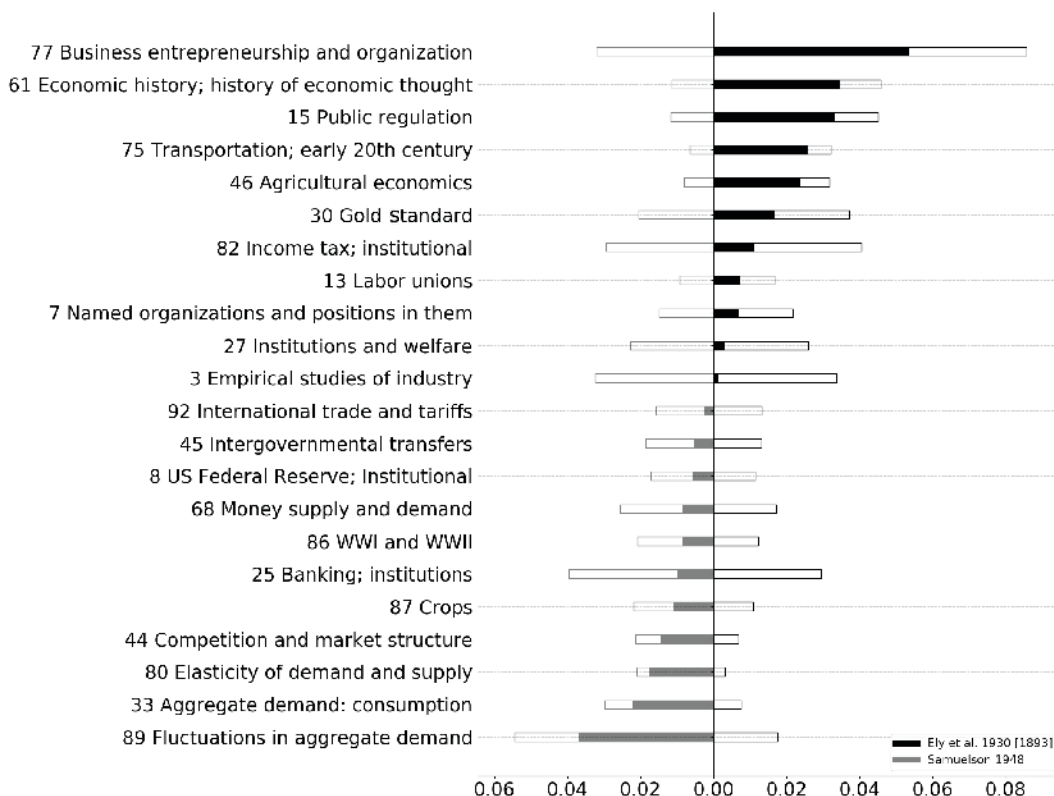 77 Business entrepreneurship and organization
61 Economic history; history of economic thought
15 Public regulation
75 Transportation; early 20th century
46 Agricultural economics
30 Gold standard
82 Income tax; institutional
13 Labor unions
7 Named organizations and positions in them
27 Institutions and welfare
3 Empirical studies of industry
92 International trade and tariffs
45 Intergovernmental transfers
8 US Federal Reserve; Institutional
68 Money supply and demand
86 WWI and WWII
25 Banking; institutions
87 Crops
44 Competition and market structure
80 Elasticity of demand and supply
33 Aggregate demand: consumption
89 Fluctuations in aggregate demand
Ely et al. 1930 [1893]
Samuelson 1948
0.06 0.04 0.02 0.00 0.02 0.04 0.06 0.08